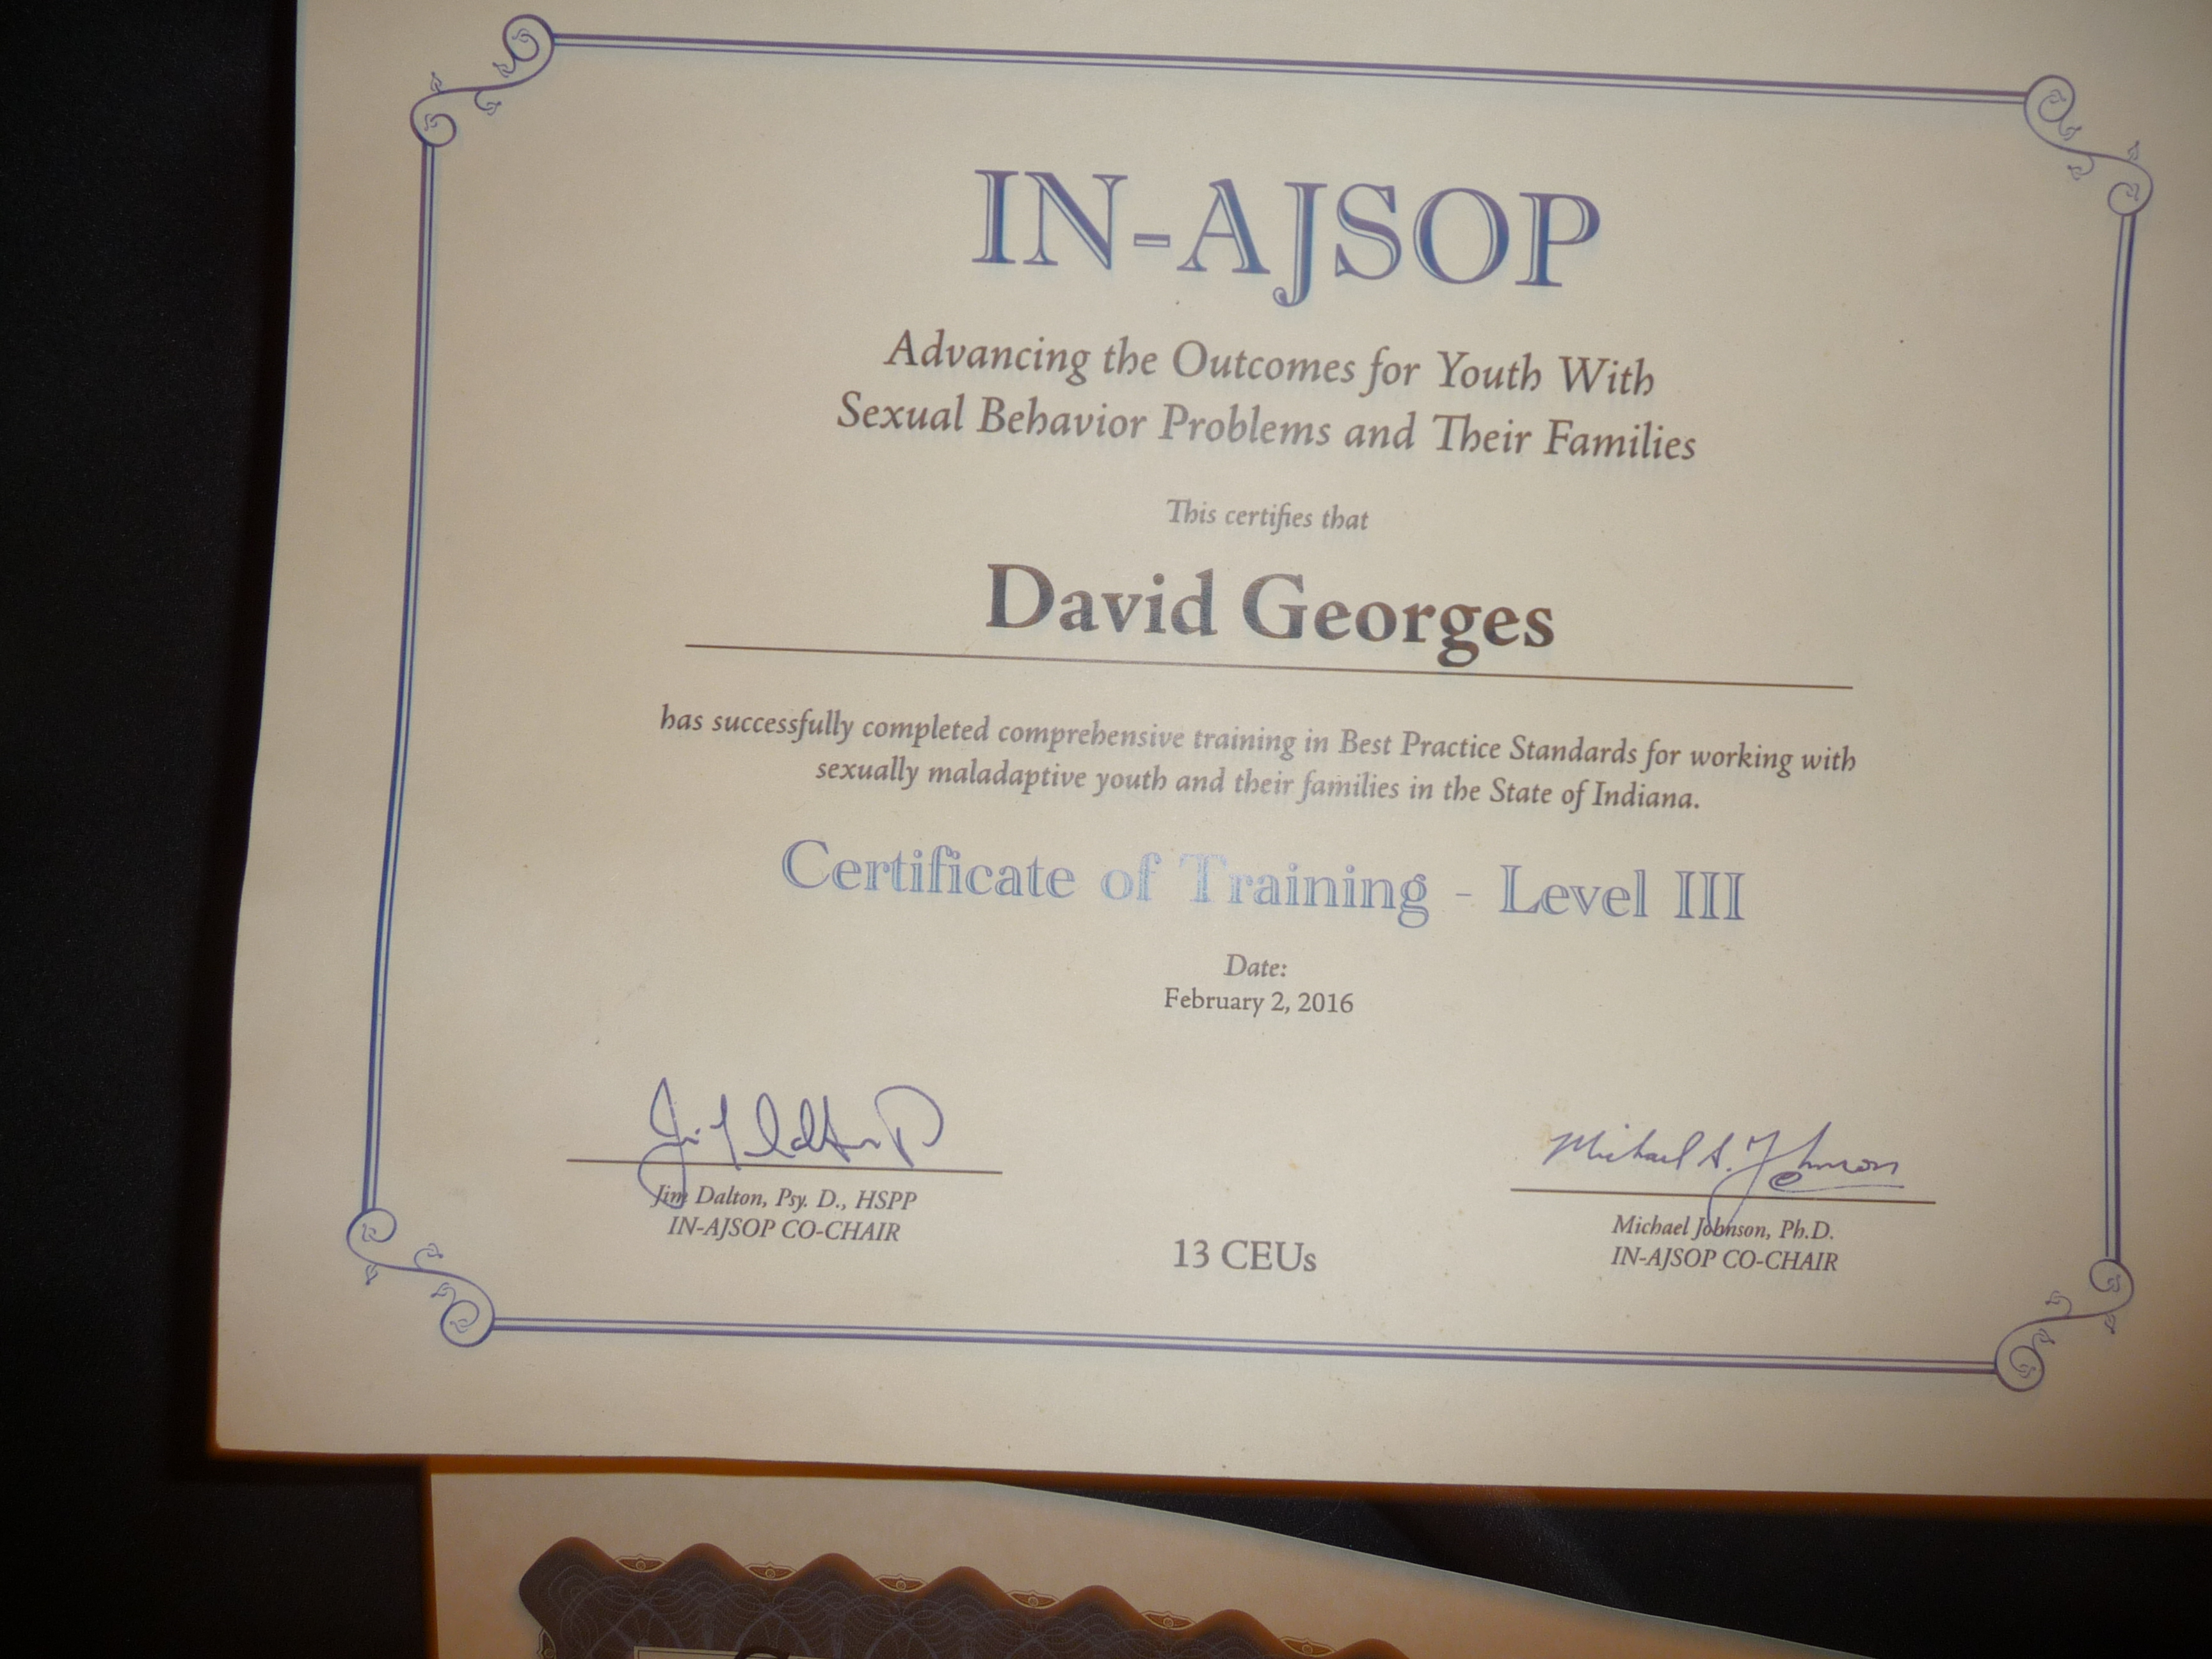 IN-AJSOP
Advancing the Outcomes for Youth With
Sexual Behavior Problems and Their Families
This certifies that
David Georges
has successfully completed comprehensive training in Best Practice Standards for working with
sexually maladaptive youth and their families in the State of Indiana.
Certificate of Training - Level III
Date:
February 2, 2016
Michael S. Johnson
Jim Dalton, Psy. D., HSPP
IN-AJSOP CO-CHAIR
13 CEUs
Michael Johnson, Ph.D.
IN-AJSOP CO-CHAIR